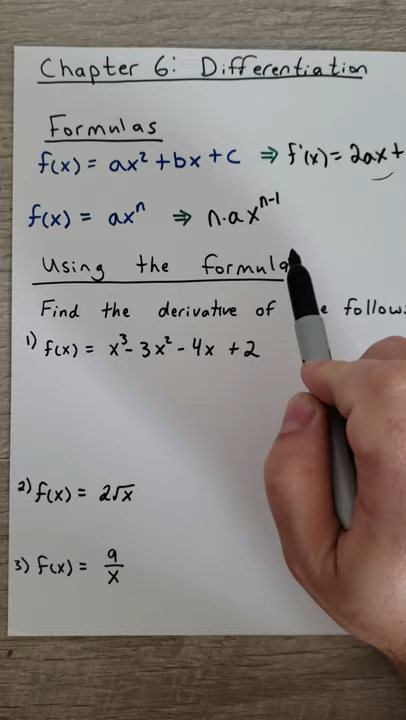 Chapter 6: Differentiation
Formulas
f(x) = ax² + bx + c ⇒ f'(x) = 2ax +
f(x) = axⁿ ⇒ n·axⁿ⁻¹
Using the formula
Find the derivative of
1) f(x) = x³ - 3x² - 4x + 2
2) f(x) = 2√x
3) f(x) = 9/x